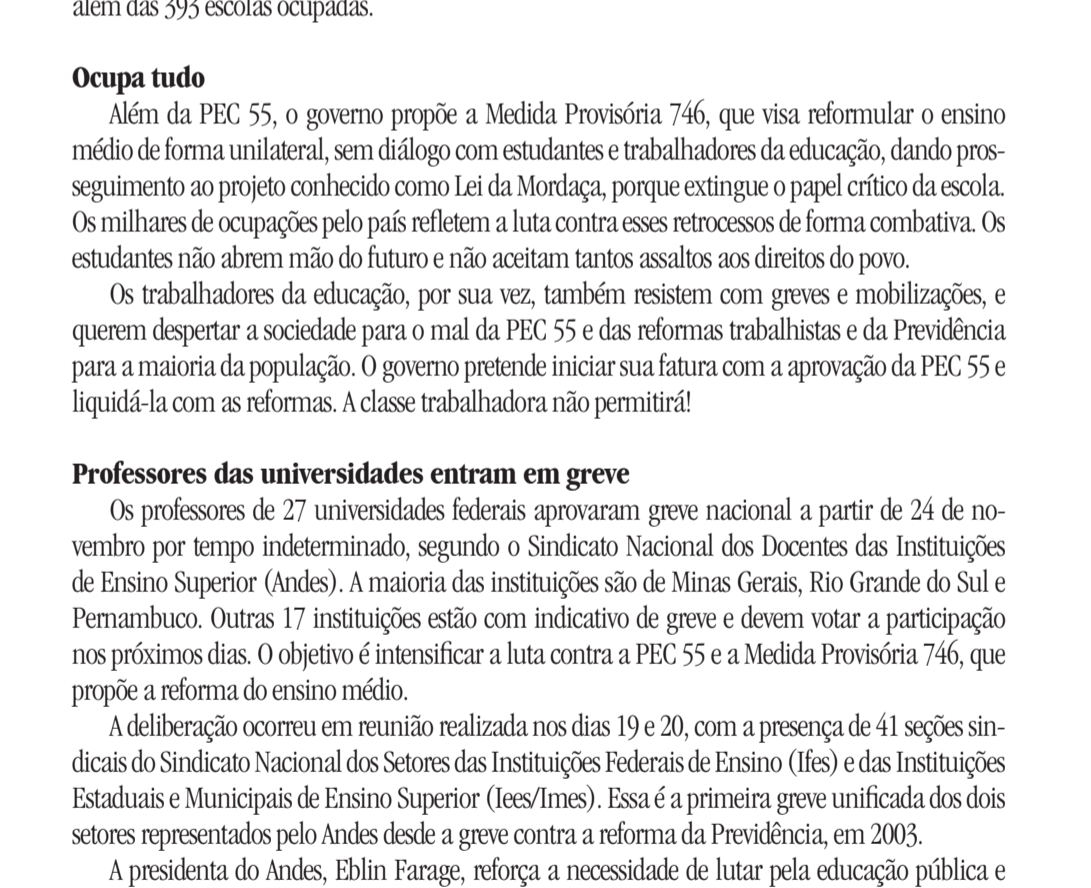 além das 393 escolas ocupadas.
Ocupa tudo
Além da PEC 55, o governo propõe a Medida Provisória 746, que visa reformular o ensino
médio de forma unilateral, sem diálogo com estudantes e trabalhadores da educação, dando pros-
seguimento ao projeto conhecido como Lei da Mordaça, porque extingue o papel crítico da escola.
Os milhares de ocupações pelo país refletem a luta contra esses retrocessos de forma combativa. Os
estudantes não abrem mão do futuro e não aceitam tantos assaltos aos direitos do povo.
Os trabalhadores da educação, por sua vez, também resistem com greves e mobilizações, e
querem despertar a sociedade para o mal da PEC 55 e das reformas trabalhistas e da Previdência
para a maioria da população. O governo pretende iniciar sua fatura com a aprovação da PEC 55 e
liquidá-la com as reformas. A classe trabalhadora não permitirá!
Professores das universidades entram em greve
Os professores de 27 universidades federais aprovaram greve nacional a partir de 24 de no-
vembro por tempo indeterminado, segundo o Sindicato Nacional dos Docentes das Instituições
de Ensino Superior (Andes). A maioria das instituições são de Minas Gerais, Rio Grande do Sul e
Pernambuco. Outras 17 instituições estão com indicativo de greve e devem votar a participação
nos próximos dias. O objetivo é intensificar a luta contra a PEC 55 e a Medida Provisória 746, que
propõe a reforma do ensino médio.
A deliberação ocorreu em reunião realizada nos dias 19 e 20, com a presença de 41 seções sin-
dicais do Sindicato Nacional dos Setores das Instituições Federais de Ensino (Ifes) e das Instituições
Estaduais e Municipais de Ensino Superior (Iees/Imes). Essa é a primeira greve unificada dos dois
setores representados pelo Andes desde a greve contra a reforma da Previdência, em 2003.
A presidenta do Andes, Eblin Farage, reforça a necessidade de lutar pela educação pública e